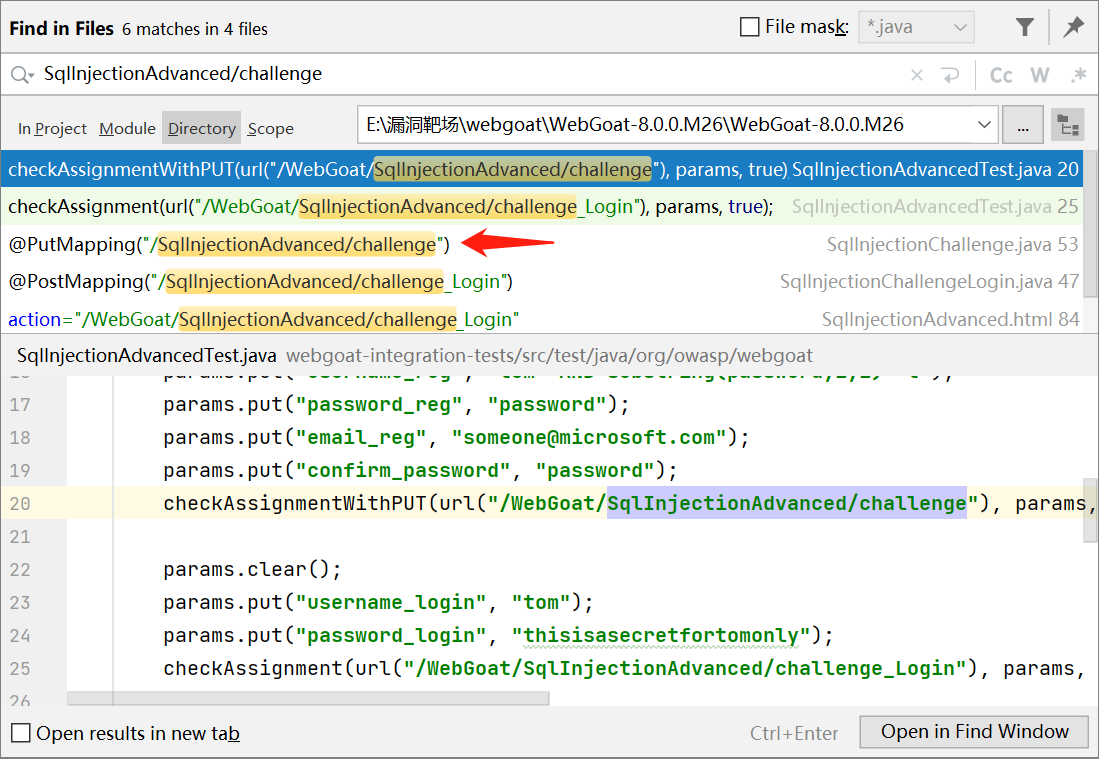 Find in Files 6 matches in 4 files File mask: *.java
SqlInjectionAdvanced/challenge Cc W .*
In Project Module Directory Scope E:\漏洞靶场\webgoat\WebGoat-8.0.0.M26\WebGoat-8.0.0.M26 ...
checkAssignmentWithPUT(url("/WebGoat/SqlInjectionAdvanced/challenge"), params, true) SqlInjectionAdvancedTest.java 20
checkAssignment(url("/WebGoat/SqlInjectionAdvanced/challenge_Login"), params, true); SqlInjectionAdvancedTest.java 25
@PutMapping("/SqlInjectionAdvanced/challenge") SqlInjectionChallenge.java 53
@PostMapping("/SqlInjectionAdvanced/challenge_Login") SqlInjectionChallengeLogin.java 47
action="/WebGoat/SqlInjectionAdvanced/challenge_Login" SqlInjectionAdvanced.html 84
SqlInjectionAdvancedTest.java webgoat-integration-tests/src/test/java/org/owasp/webgoat
17 params.put("password_reg", "password");
18 params.put("email_reg", "someone@microsoft.com");
19 params.put("confirm_password", "password");
20 checkAssignmentWithPUT(url("/WebGoat/SqlInjectionAdvanced/challenge"), params,
21
22 params.clear();
23 params.put("username_login", "tom");
24 params.put("password_login", "thisisasecretfortomonly");
25 checkAssignment(url("/WebGoat/SqlInjectionAdvanced/challenge_Login"), params,
26
Open results in new tab Ctrl+Enter Open in Find Window